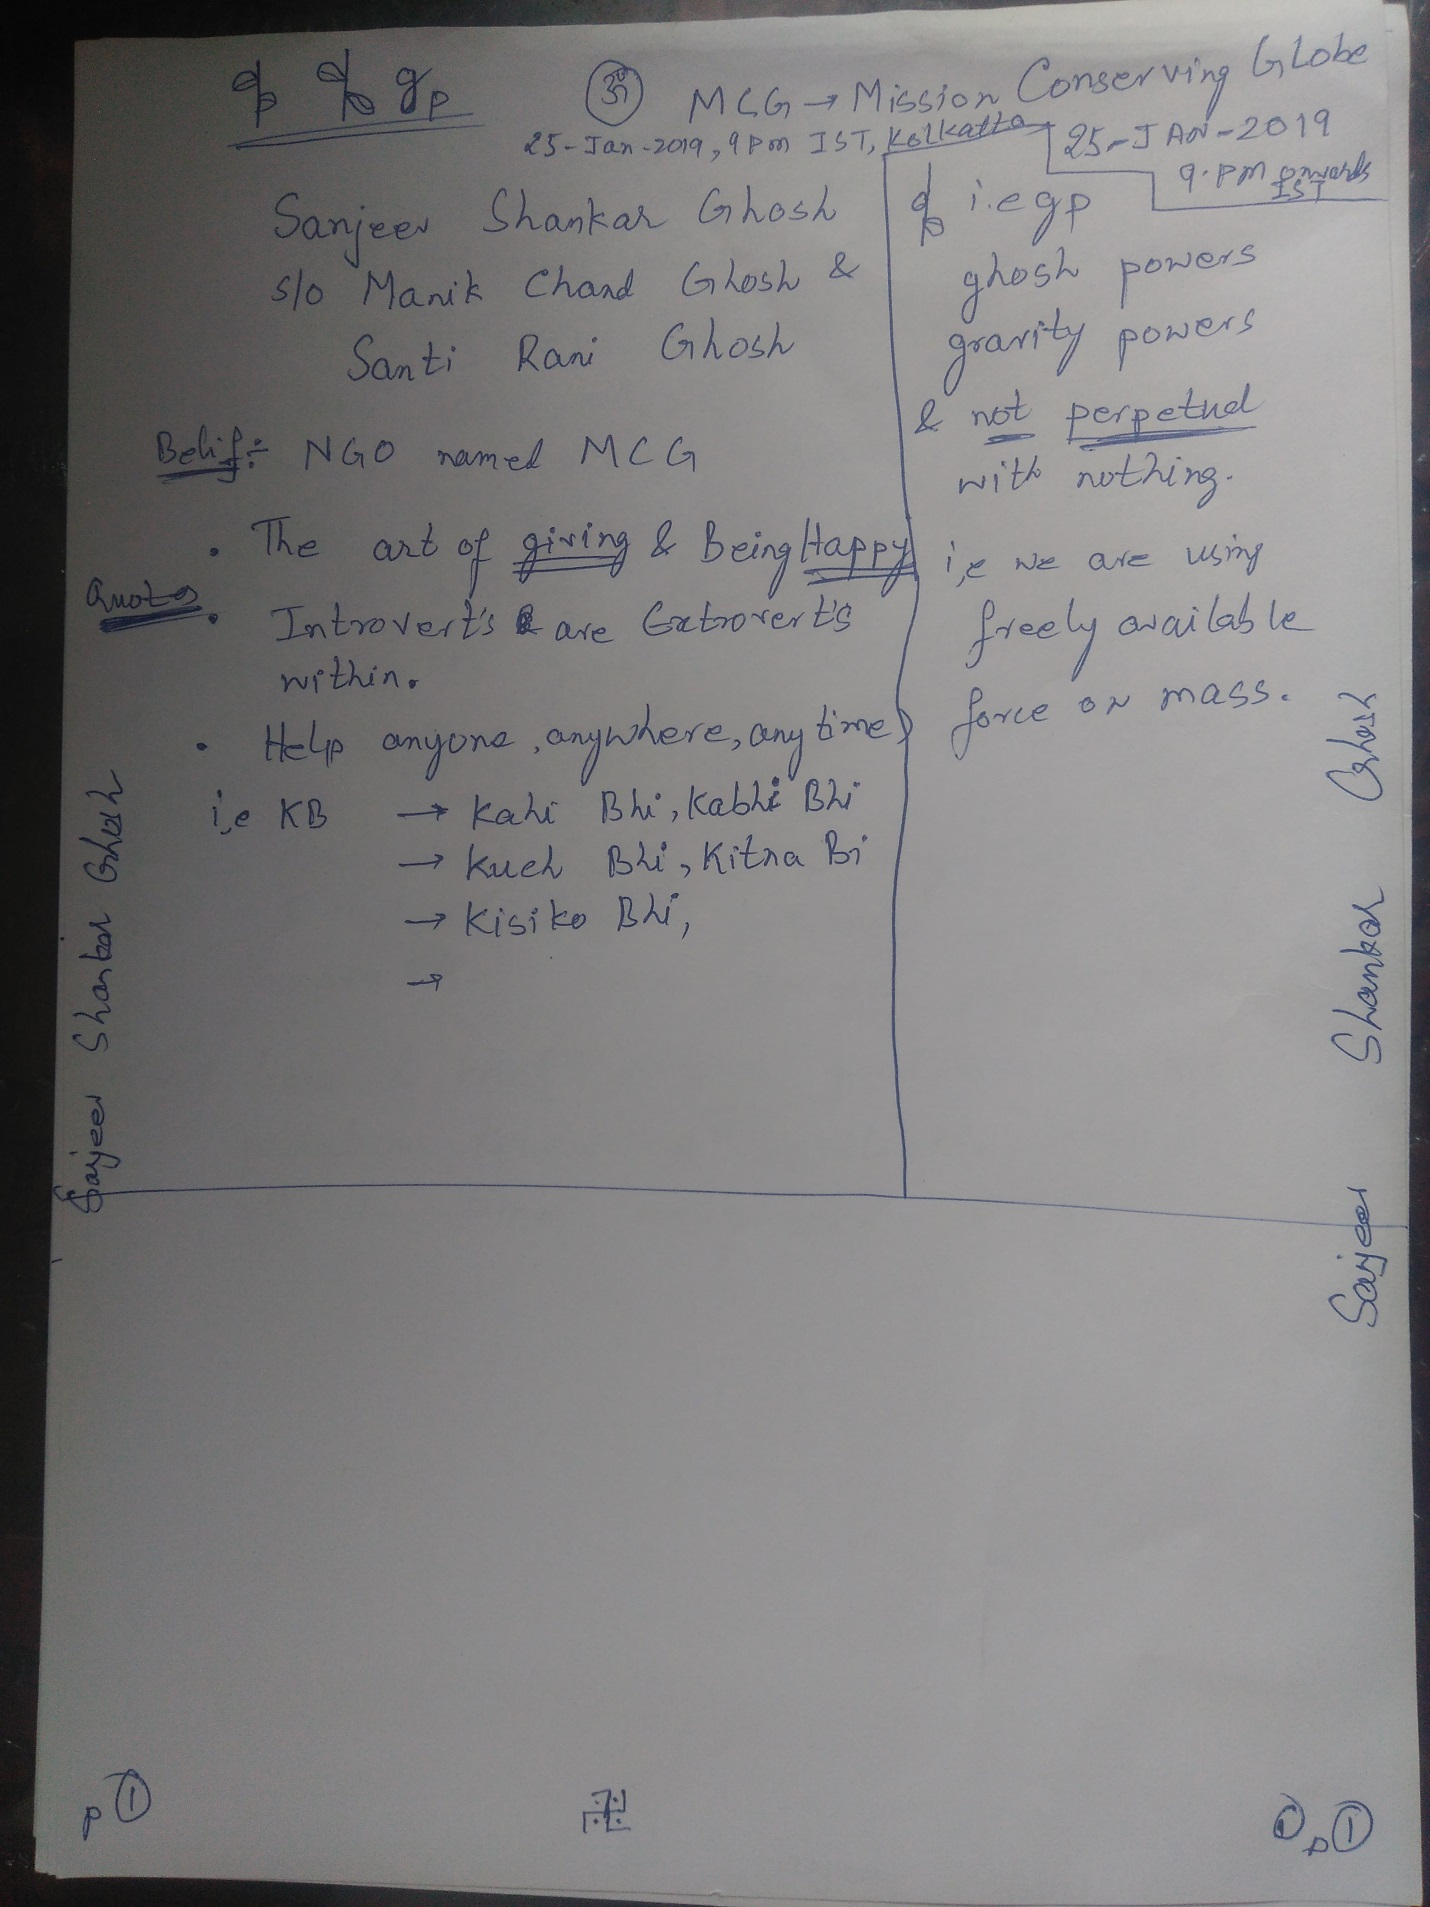 gp gp gp
ॐ MCG → Mission Conserving GLobe
25-Jan-2019, 9 Pm IST, Kolkatta
25-JAN-2019
9.PM onwards
IST
Sanjeev Shankar Ghosh
s/o Manik Chand Ghosh &
Santi Rani Ghosh
Belif:- NGO named MCG
. The art of giving & Being Happy
Quotes
. Introvert's are Extrovert's
within.
. Help anyone, anywhere, any time
i,e KB → Kahi Bhi, Kabhi Bhi
→ Kuch Bhi, Kitna Bi
→ Kisiko Bhi,
→
gp i.e gp
ghosh powers
gravity powers
& not perpetual
with nothing.
i,e we are using
freely available
force on mass.
Sanjeev Shankar Ghosh
Sanjeev Shankar Ghosh
P 1
卐
P 1